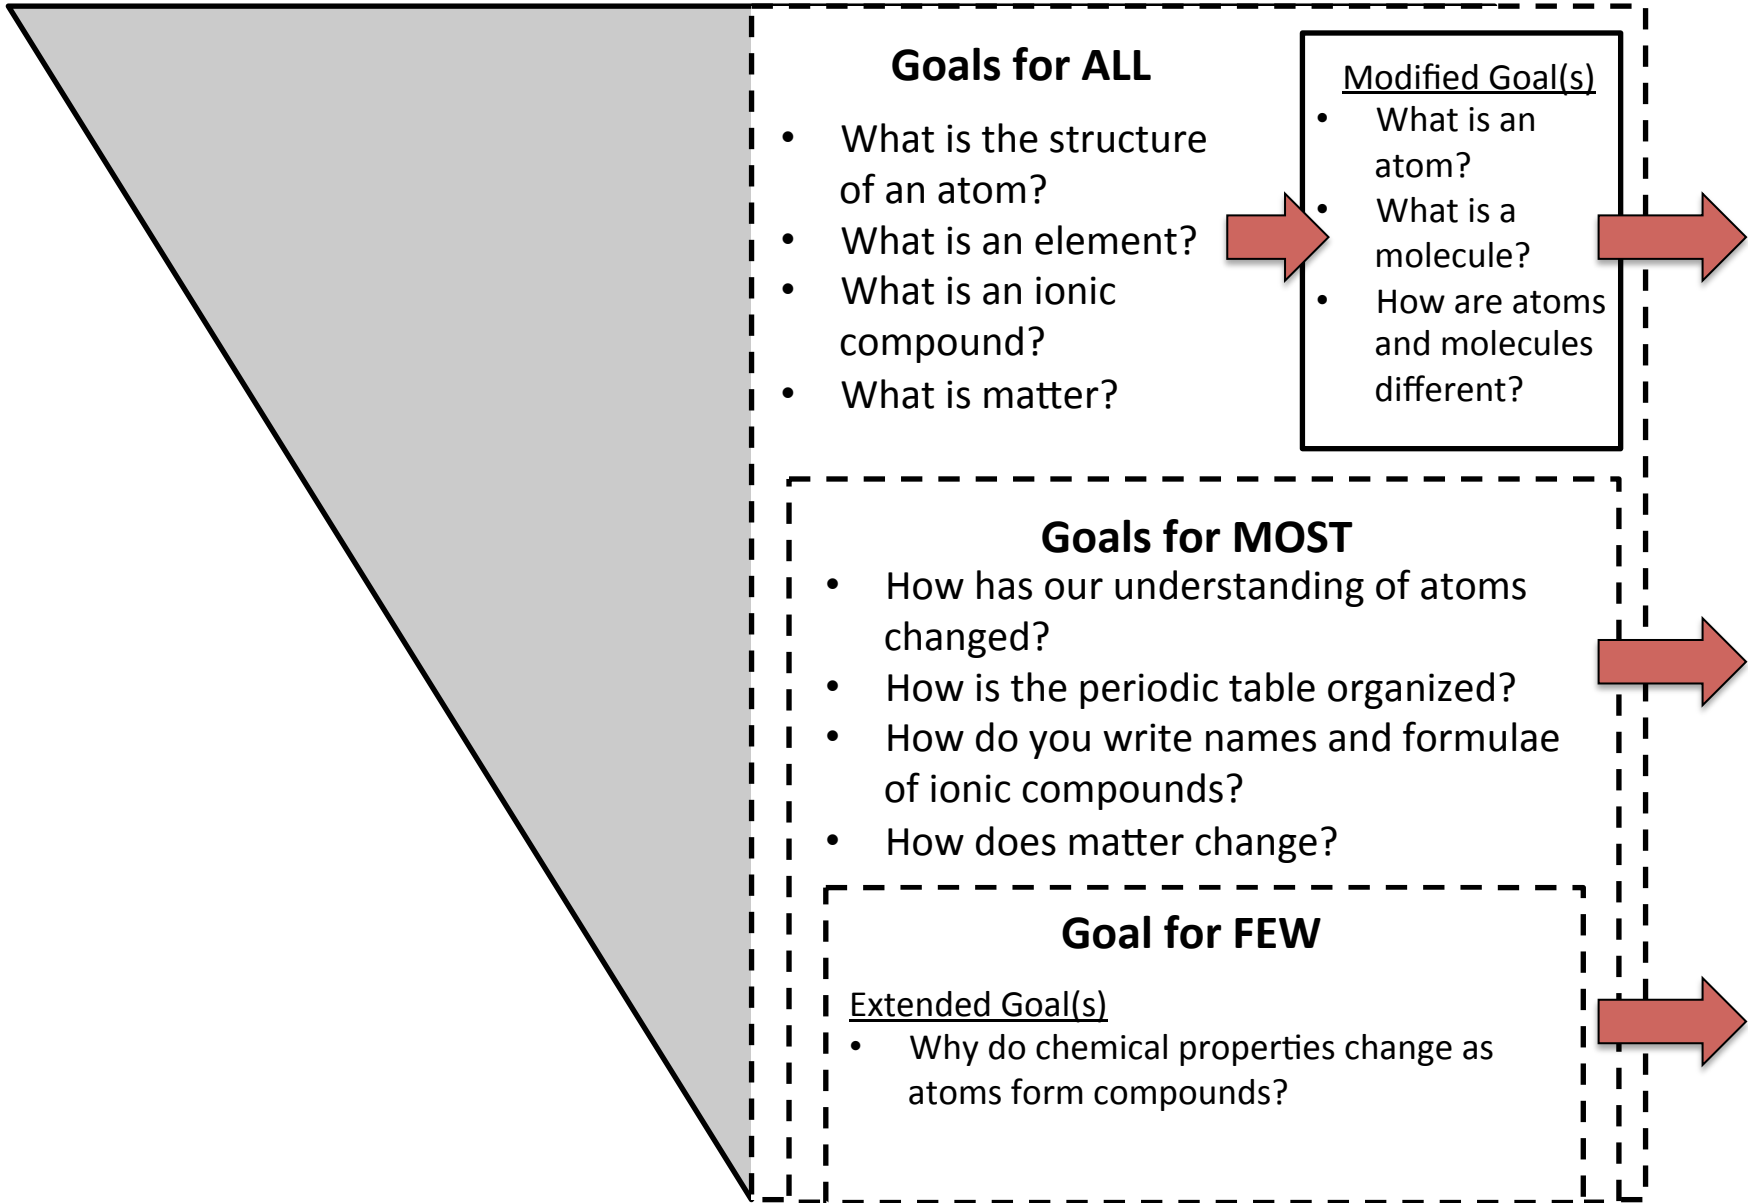 Goals for ALL
• What is the structure
of an atom?
• What is an element?
• What is an ionic
compound?
• What is matter?
Modified Goal(s)
• What is an
atom?
• What is a
molecule?
• How are atoms
and molecules
different?
Goals for MOST
• How has our understanding of atoms
changed?
• How is the periodic table organized?
• How do you write names and formulae
of ionic compounds?
• How does matter change?
Goal for FEW
Extended Goal(s)
• Why do chemical properties change as
atoms form compounds?